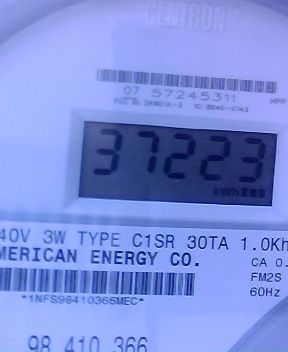 CENTRON
07 57245311
37223
kWh
40V 3W TYPE C1SR 30TA 1.0Kh
MERICAN ENERGY CO.
CA 0.
FM2S
60Hz
*1NFS98410366MEC*
98 410 366